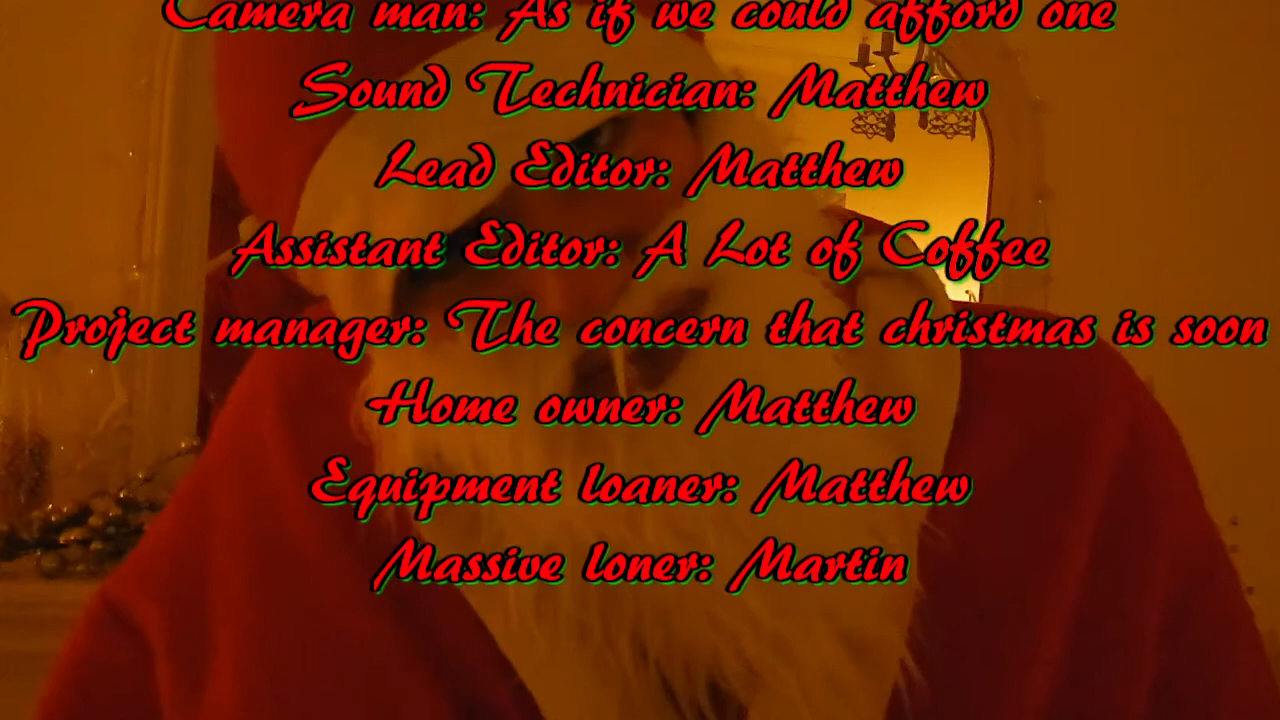 Camera man: As if we could afford one
Sound Technician: Matthew
Lead Editor: Matthew
Assistant Editor: A Lot of Coffee
Project manager: The concern that christmas is soon
Home owner: Matthew
Equipment loaner: Matthew
Massive loner: Martin